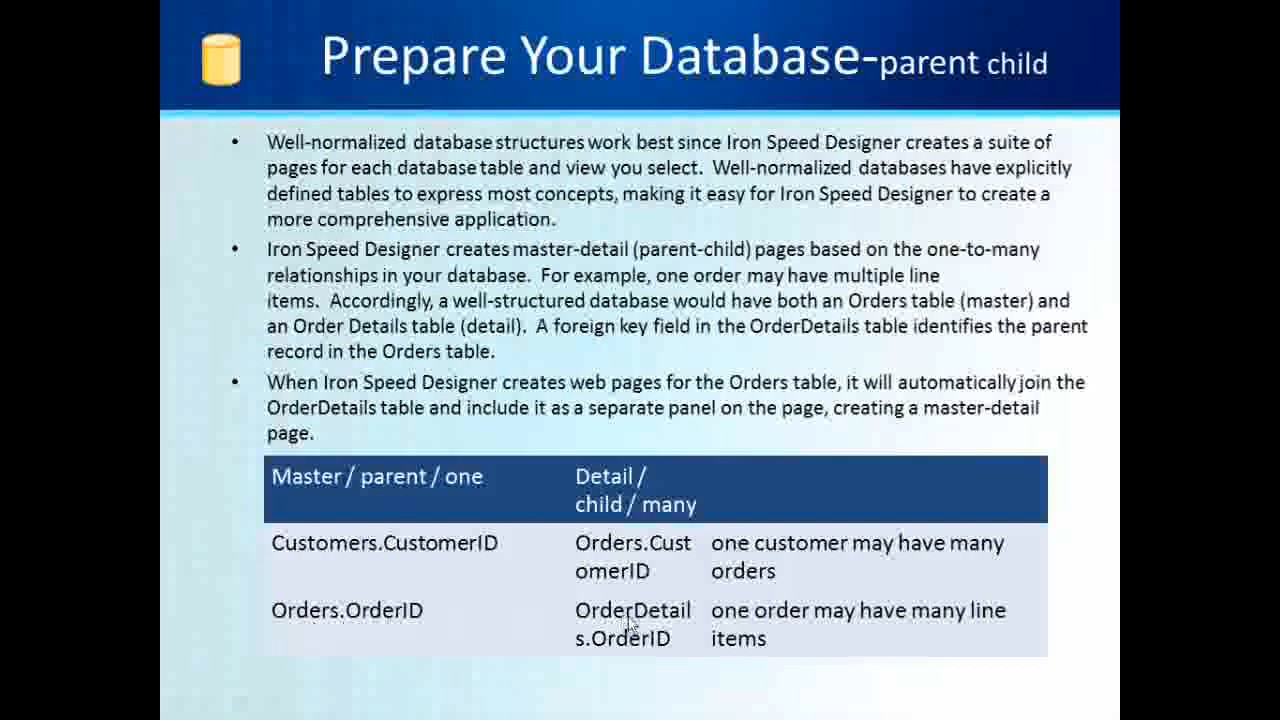 Prepare Your Database-parent child
• Well-normalized database structures work best since Iron Speed Designer creates a suite of
pages for each database table and view you select.  Well-normalized databases have explicitly
defined tables to express most concepts, making it easy for Iron Speed Designer to create a
more comprehensive application.
• Iron Speed Designer creates master-detail (parent-child) pages based on the one-to-many
relationships in your database.  For example, one order may have multiple line
items.  Accordingly, a well-structured database would have both an Orders table (master) and
an Order Details table (detail).  A foreign key field in the OrderDetails table identifies the parent
record in the Orders table.
• When Iron Speed Designer creates web pages for the Orders table, it will automatically join the
OrderDetails table and include it as a separate panel on the page, creating a master-detail
page.
Master / parent / one
Detail /
child / many
Customers.CustomerID
Orders.Cust
omerID
one customer may have many
orders
Orders.OrderID
OrderDetail
s.OrderID
one order may have many line
items